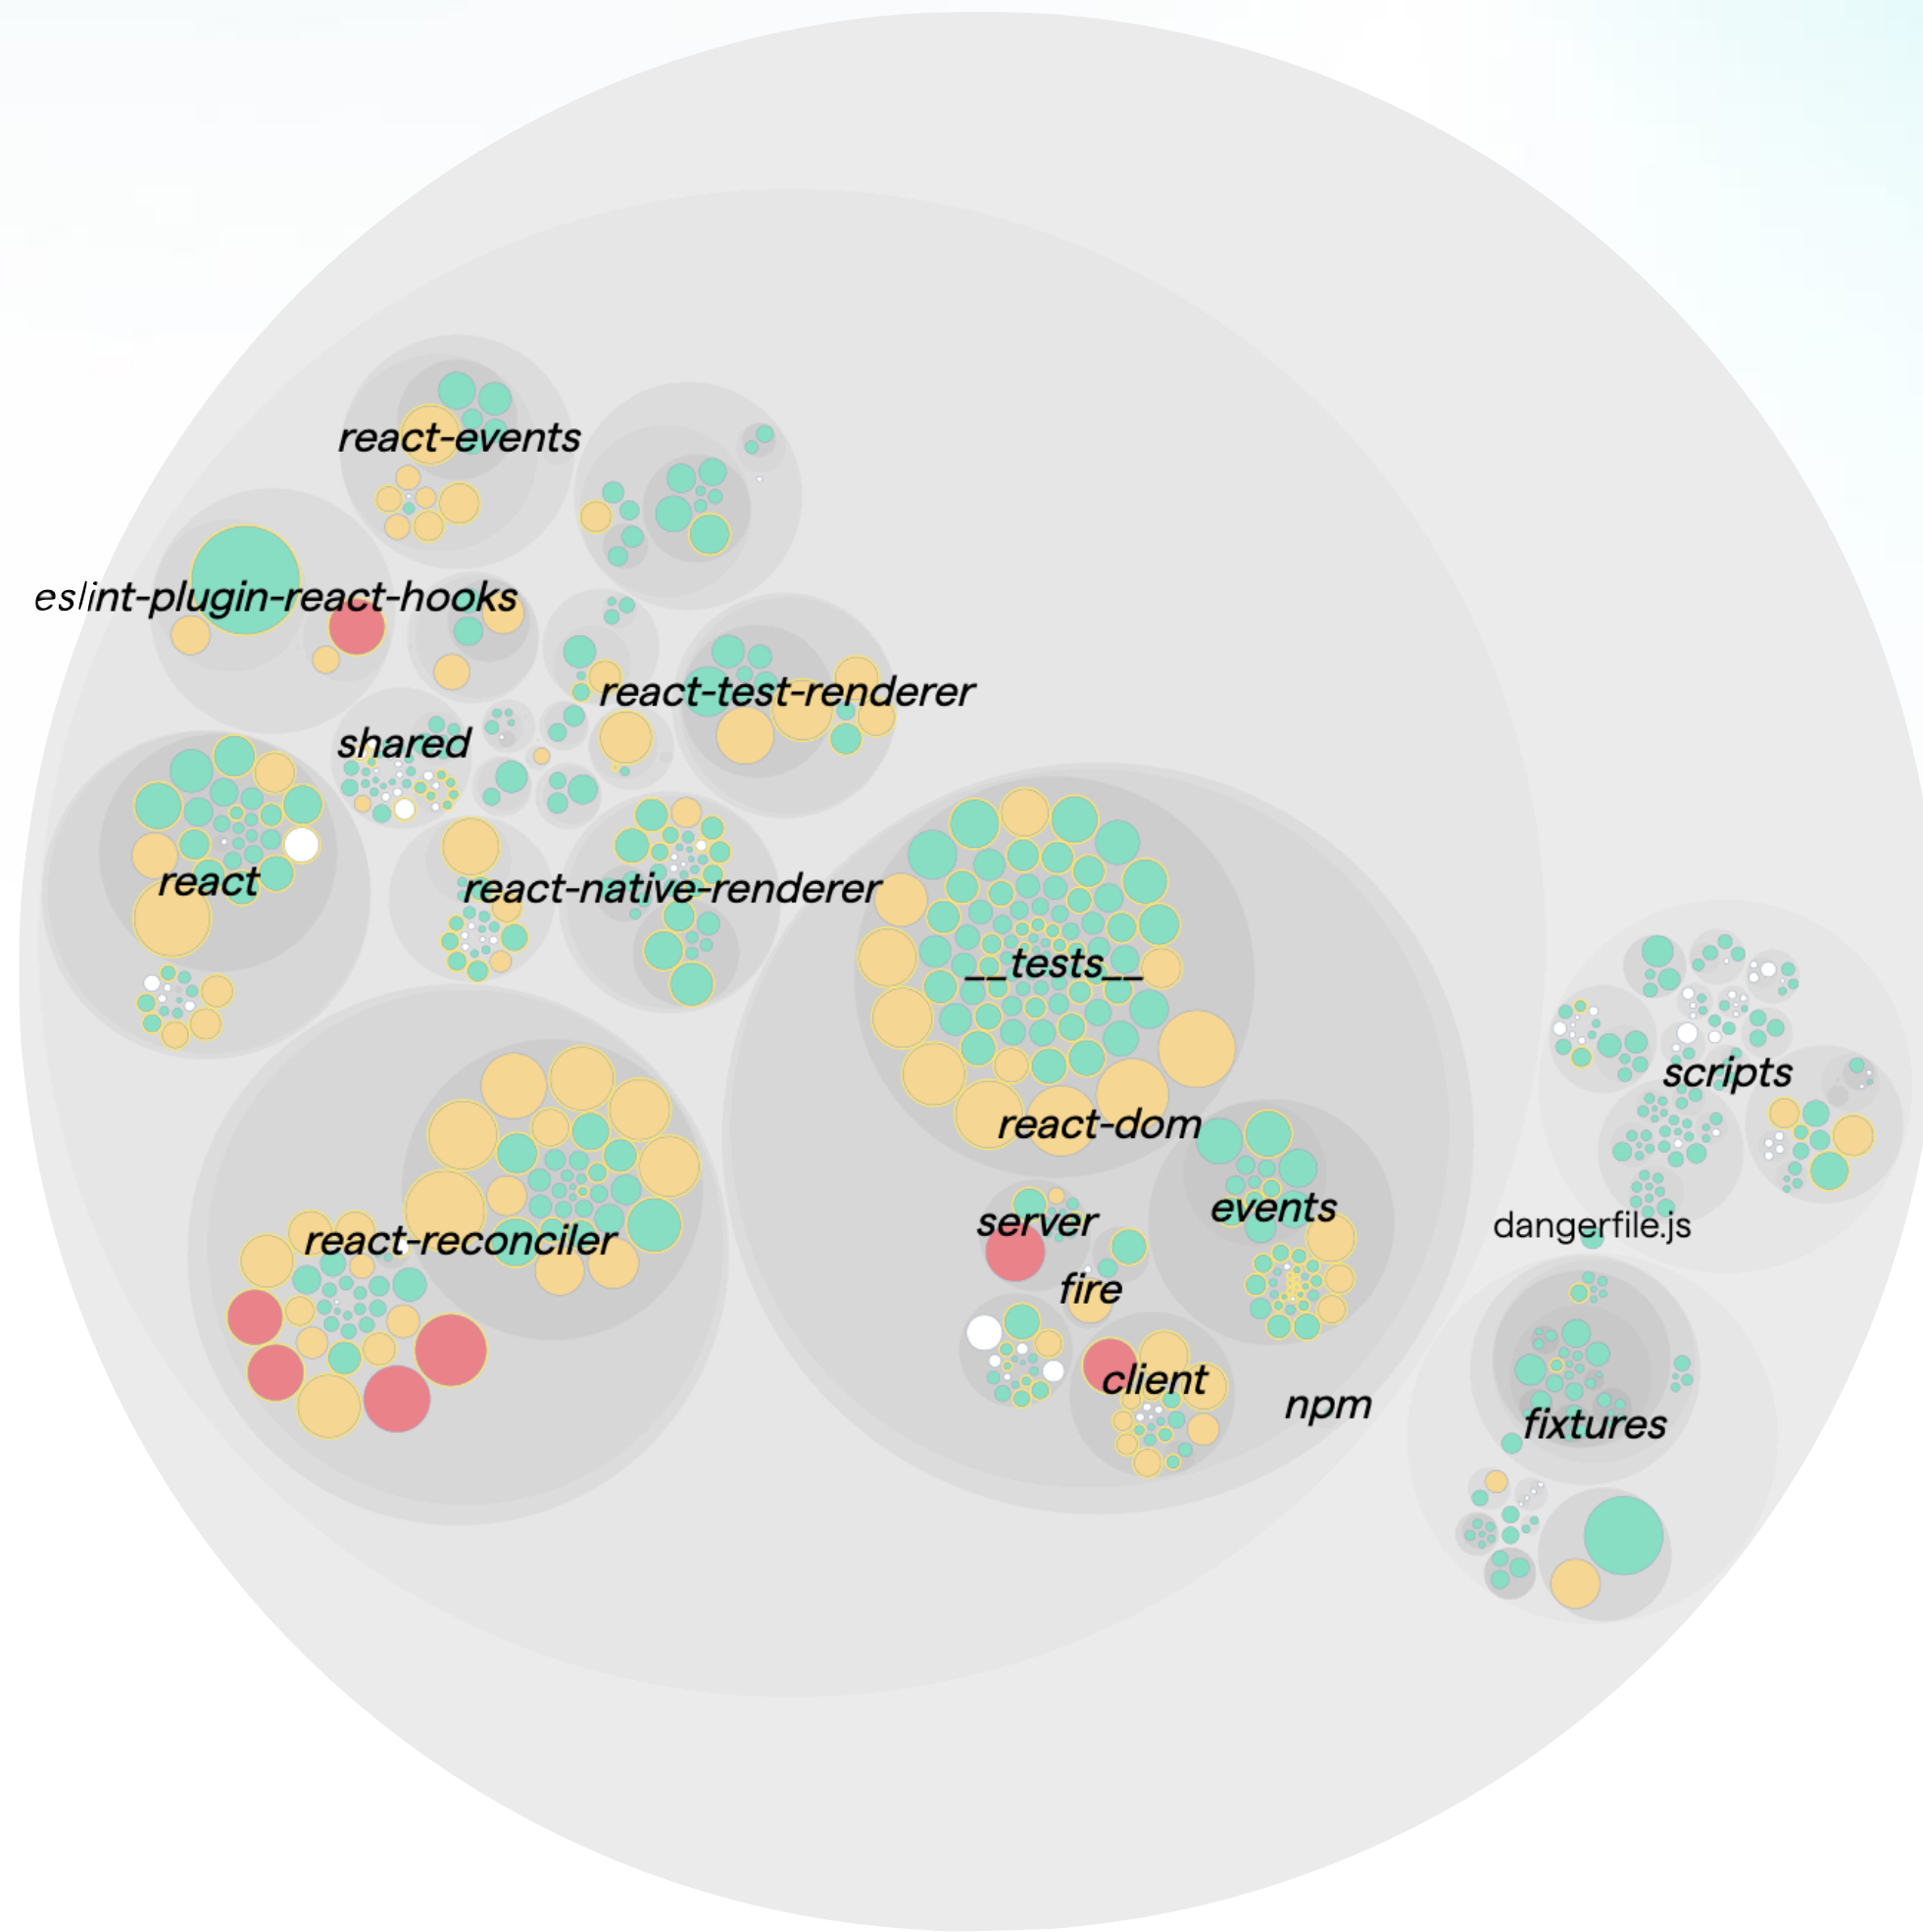 react-events
eslint-plugin-react-hooks
react-test-renderer
shared
react
react-native-renderer
__tests__
scripts
react-dom
events
server
dangerfile.js
react-reconciler
fire
client
npm
fixtures